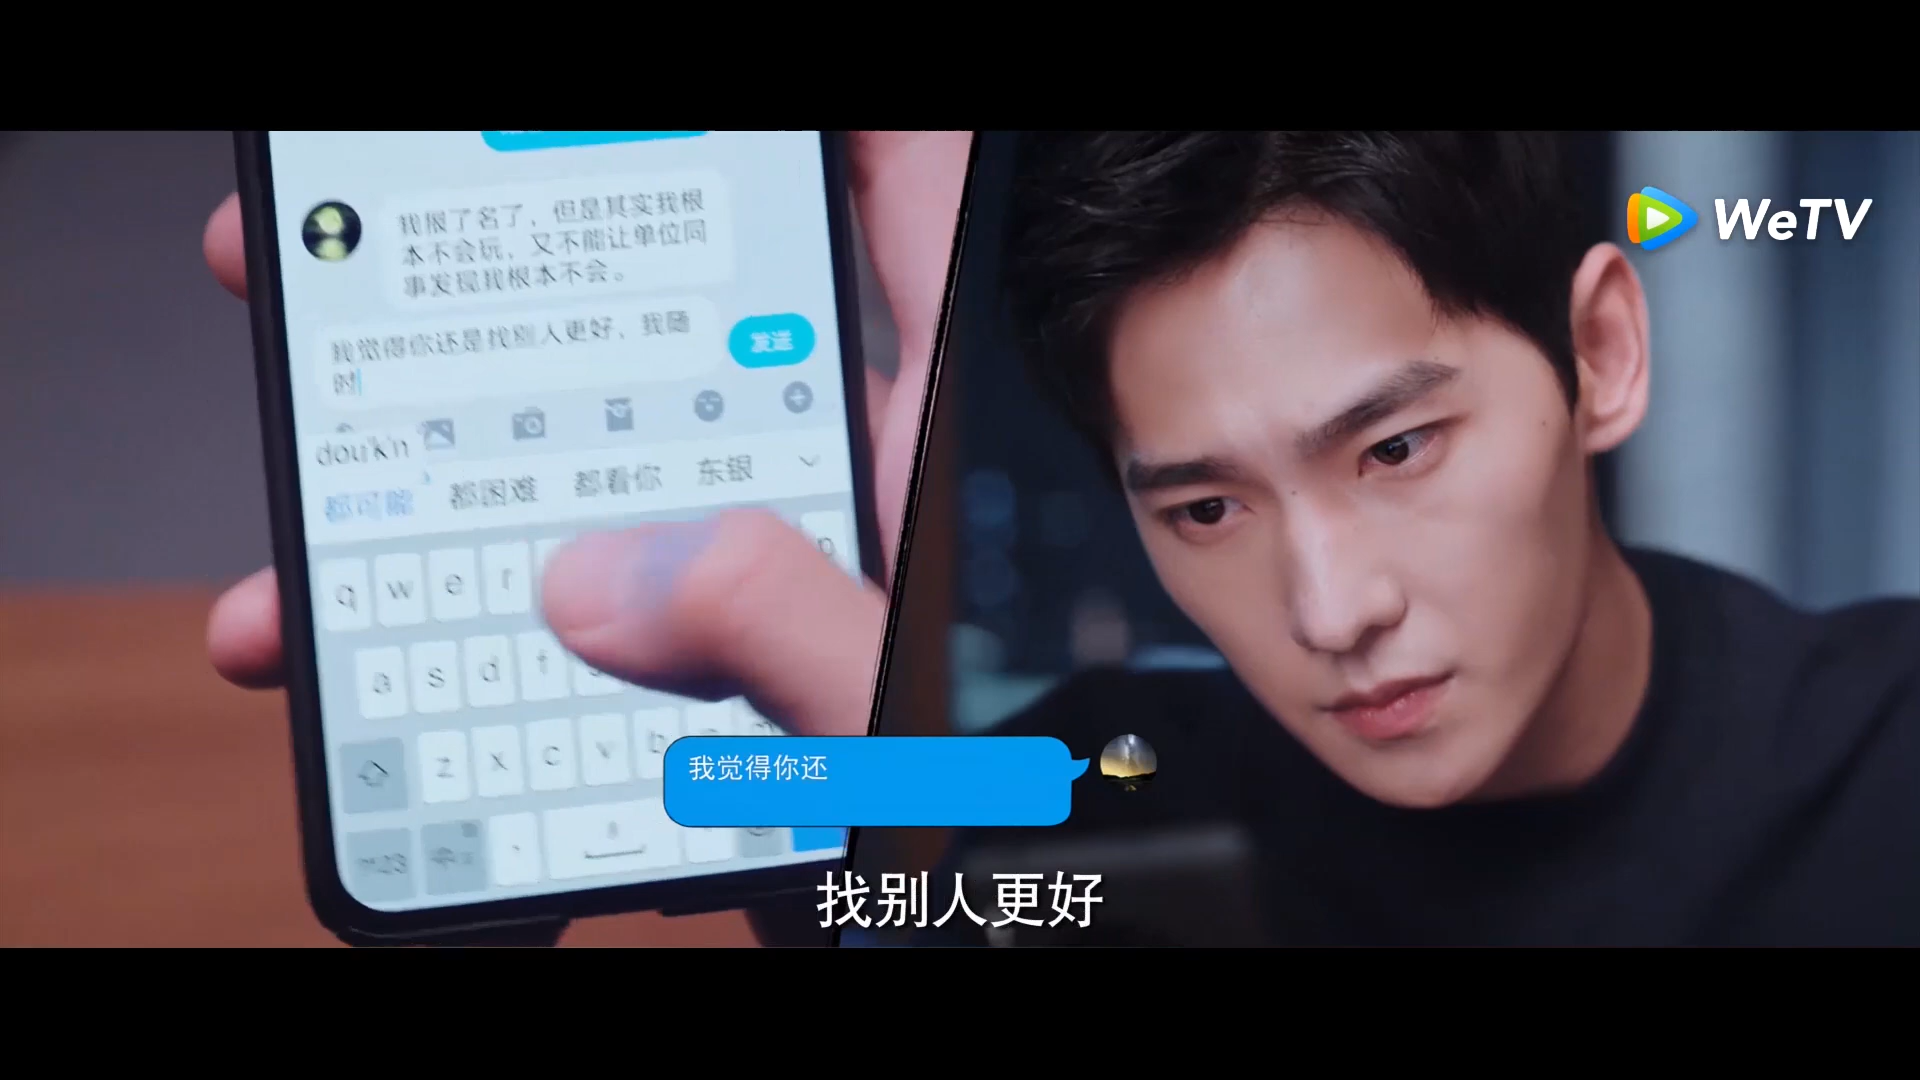 WeTV
我报了名了，但是其实我根
本不会玩，又不能让单位同
事发现我根本不会。
我觉得你还是找别人更好，我随
时
发送
dou'k'n
都可能 都困难 都看你 东银
q w e r p
a s d f
z x c v b
我觉得你还
找别人更好